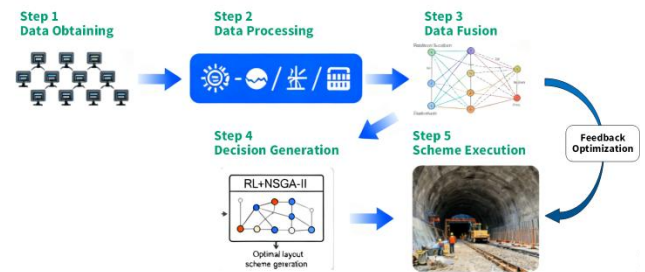 Step 1
Data Obtaining
Step 2
Data Processing
Step 3
Data Fusion
Step 4
Decision Generation
RL+NSGA-II
Optimal layout
scheme generation
Step 5
Scheme Execution
Feedback
Optimization